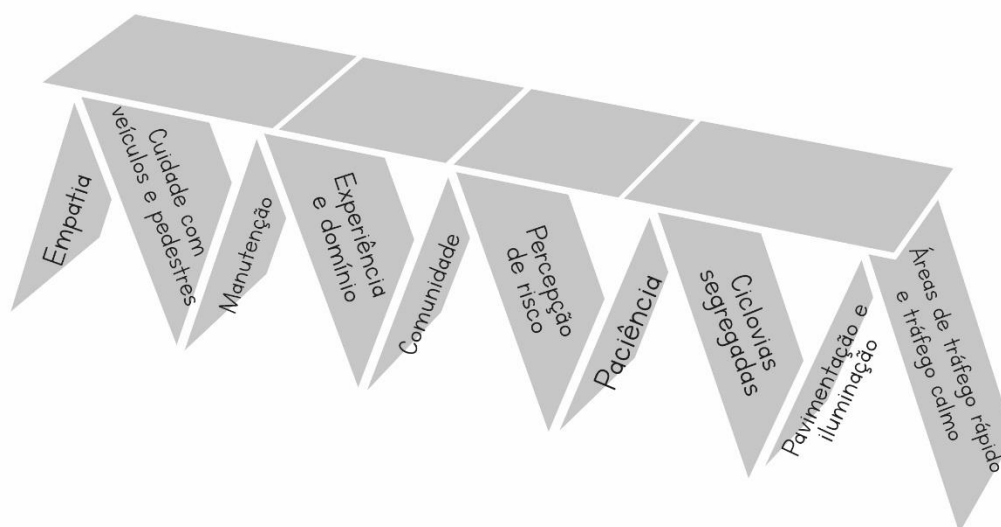 Empatia
Cuidade com
veículos e pedestres
Manutenção
Experiência
e domínio
Comunidade
Percepção
de risco
Paciência
Ciclovias
segregadas
Pavimentação e
iluminação
Áreas de tráfego rápido
e tráfego calmo